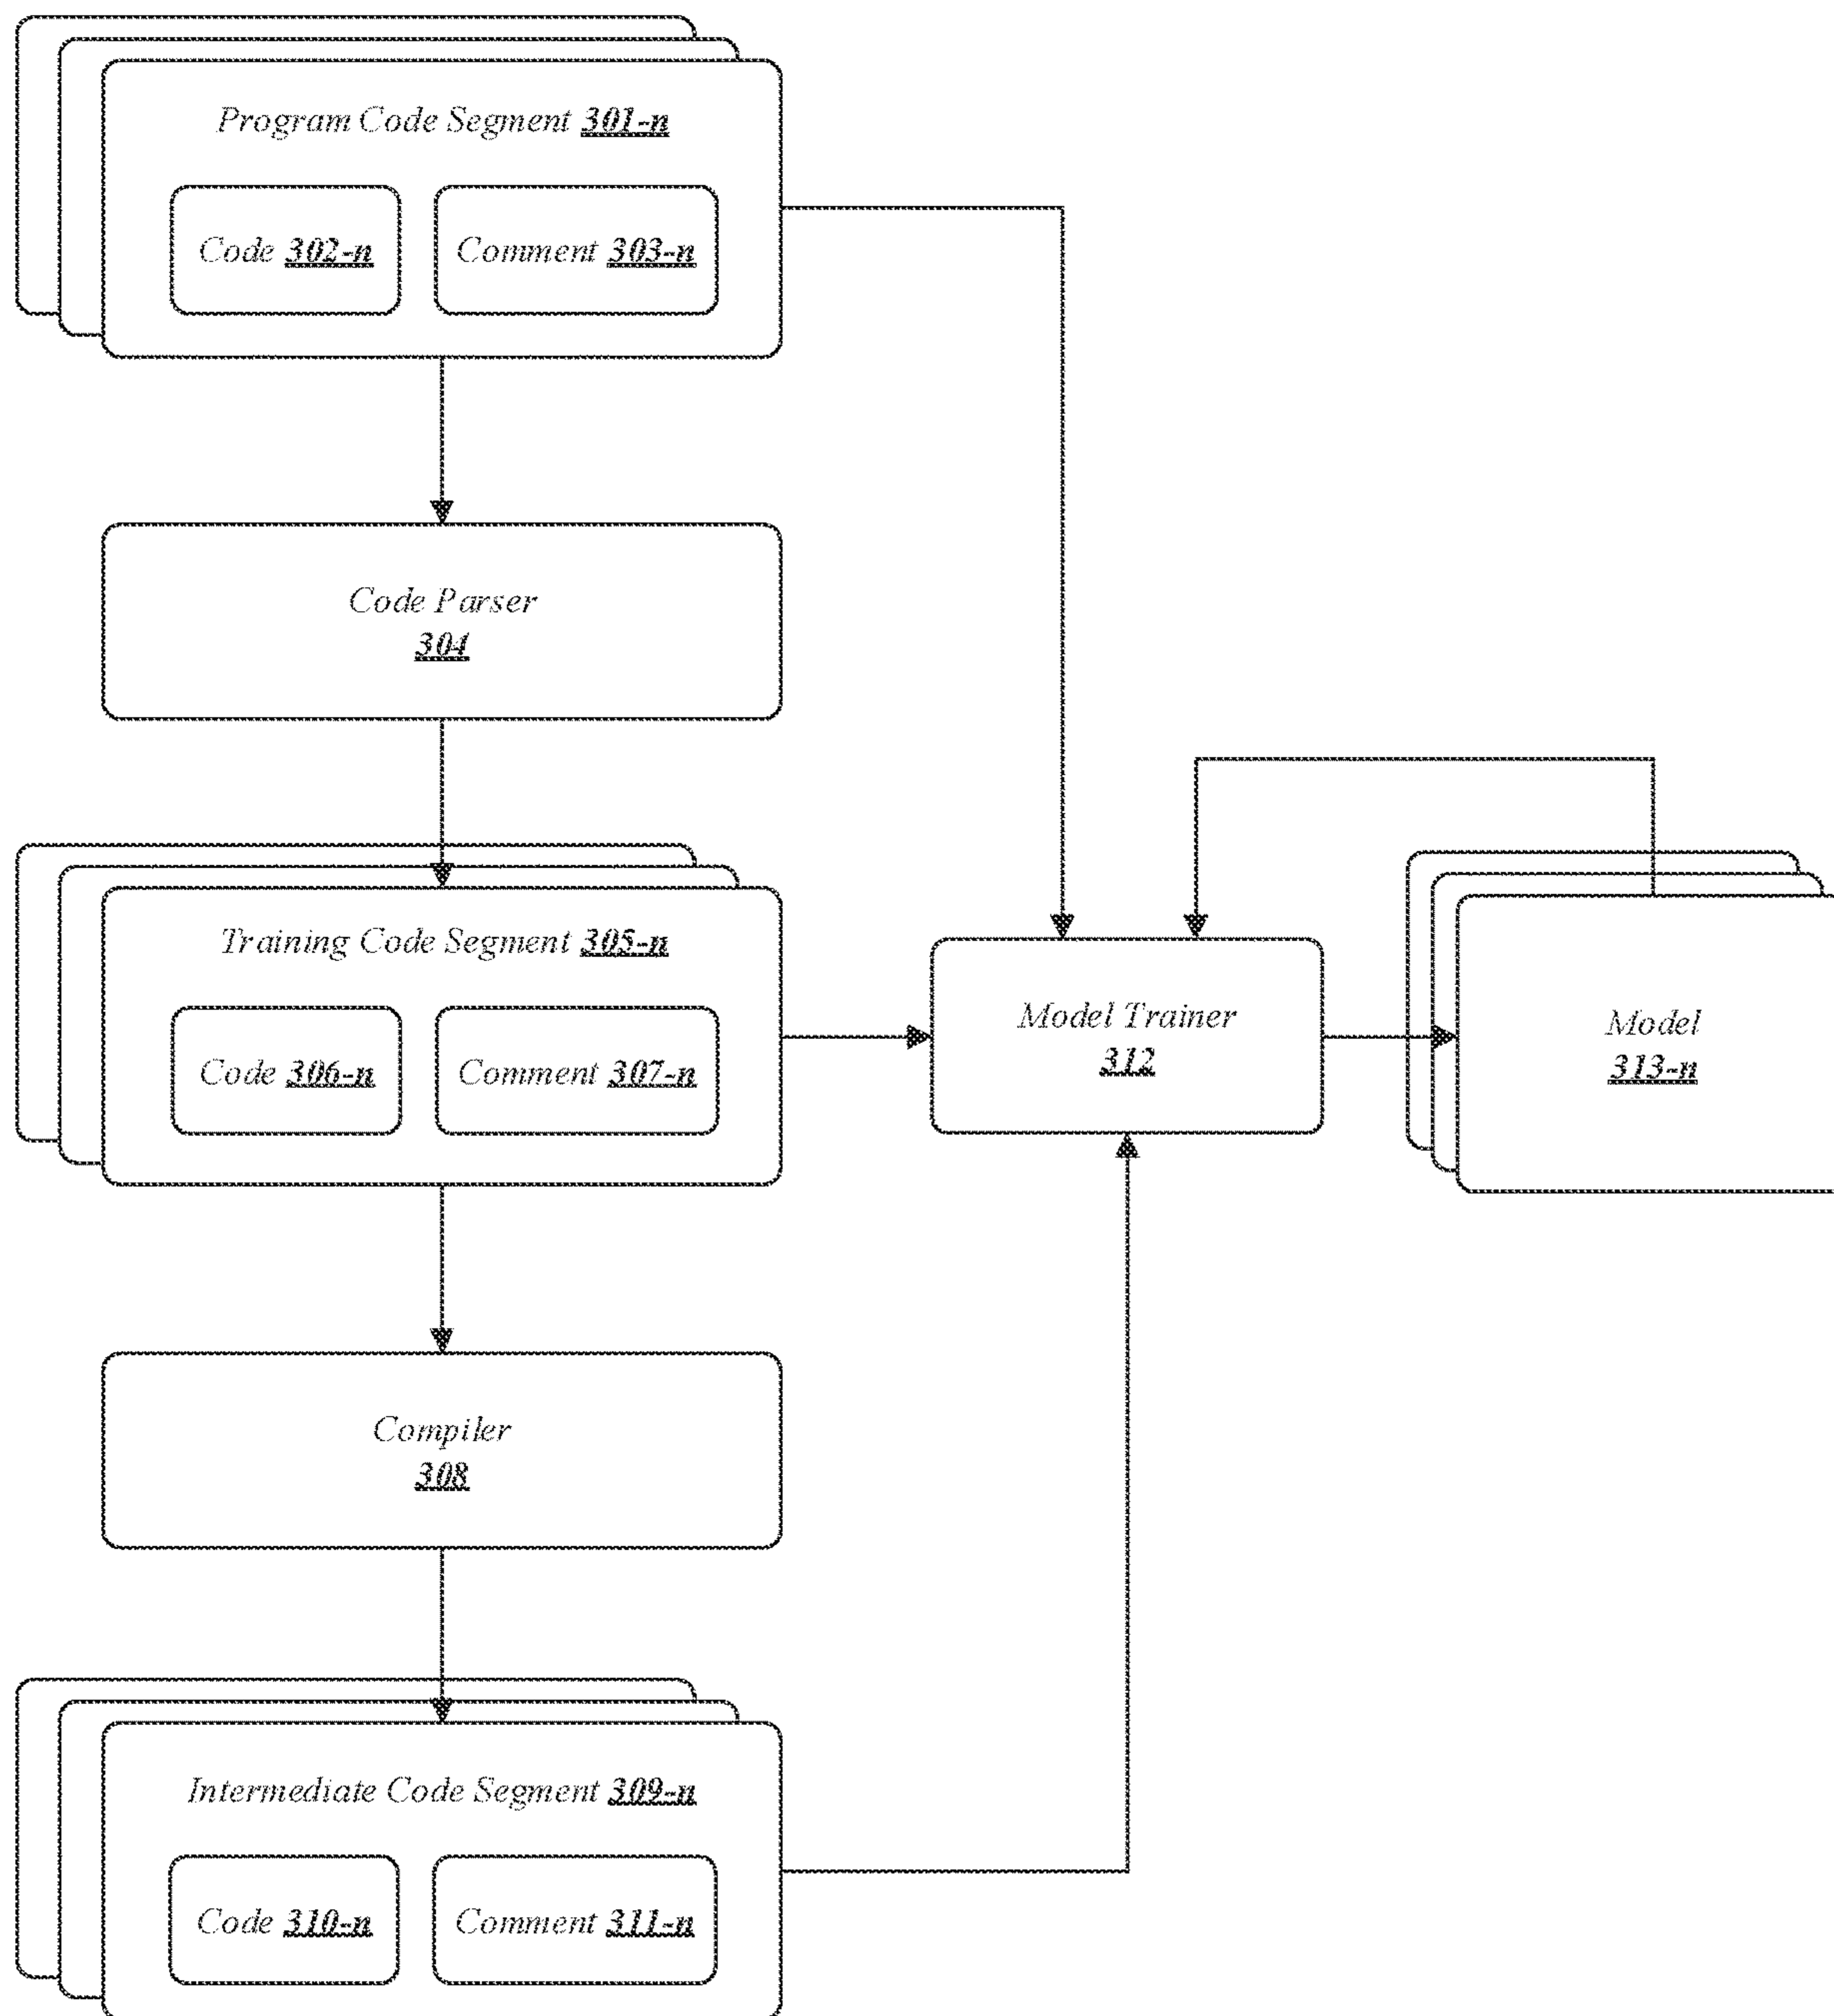 Program Code Segment 301-n
Code 302-n
Comment 303-n
Code Parser
304
Training Code Segment 305-n
Code 306-n
Comment 307-n
Model Trainer
312
Model
313-n
Compiler
308
Intermediate Code Segment 309-n
Code 310-n
Comment 311-n